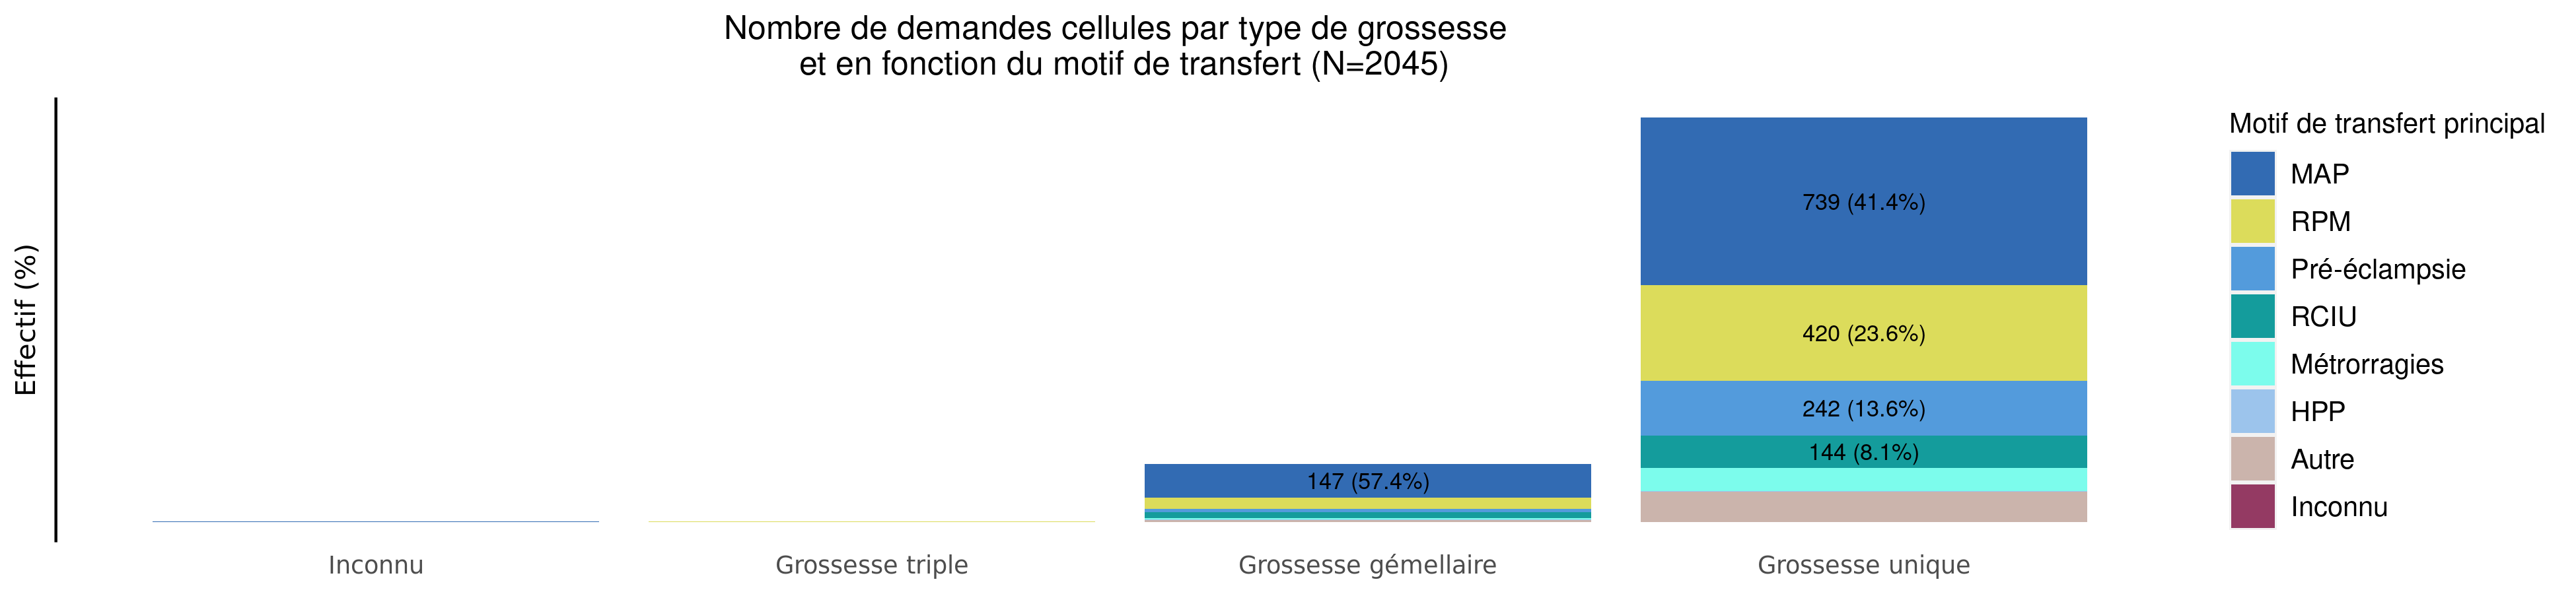 Nombre de demandes cellules par type de grossesse
et en fonction du motif de transfert (N=2045)
Effectif (%)
739 (41.4%)
420 (23.6%)
242 (13.6%)
144 (8.1%)
147 (57.4%)
Inconnu
Grossesse triple
Grossesse gémellaire
Grossesse unique
Motif de transfert principal
MAP
RPM
Pré-éclampsie
RCIU
Métrorragies
HPP
Autre
Inconnu